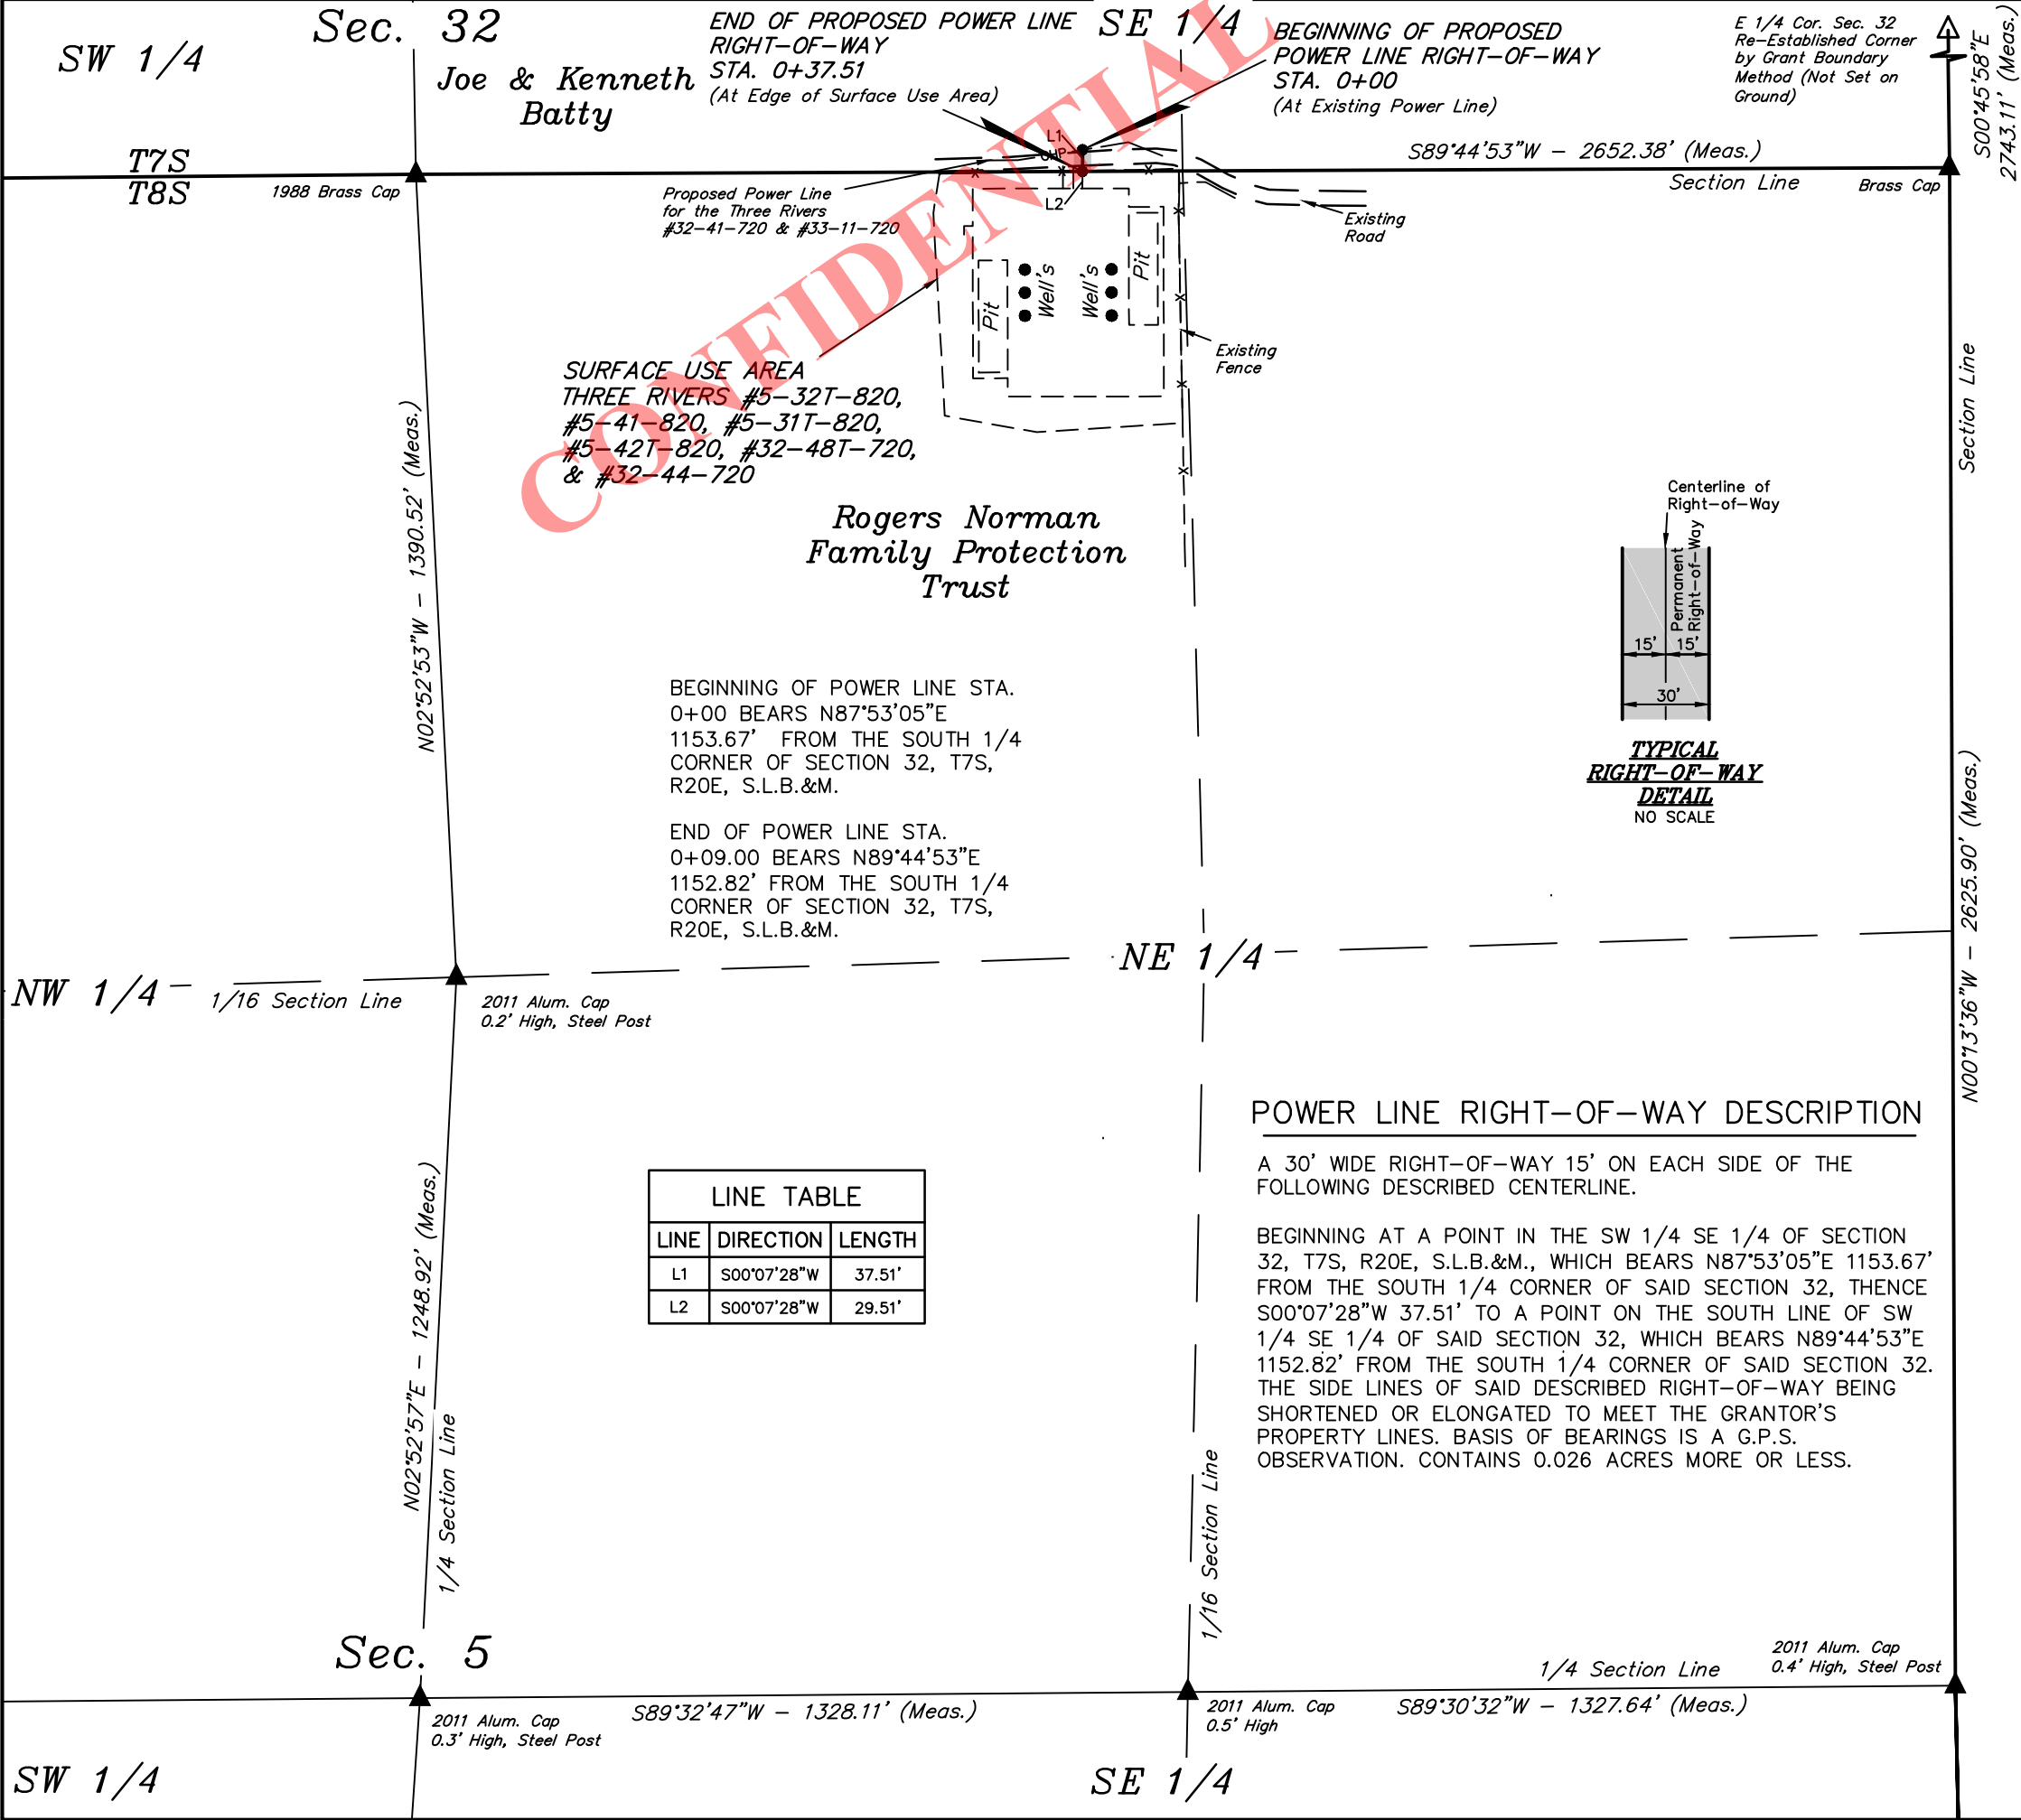 SW 1/4
Sec. 32
Joe & Kenneth
Batty
END OF PROPOSED POWER LINE
RIGHT-OF-WAY
STA. 0+37.51
(At Edge of Surface Use Area)
SE 1/4
BEGINNING OF PROPOSED
POWER LINE RIGHT-OF-WAY
STA. 0+00
(At Existing Power Line)
E 1/4 Cor. Sec. 32
Re-Established Corner
by Grant Boundary
Method (Not Set on
Ground)
S00°45'58"E
2743.11' (Meas.)
T7S
T8S
1988 Brass Cap
L1
OHP
L2
S89°44'53"W - 2652.38' (Meas.)
Section Line
Brass Cap
Proposed Power Line
for the Three Rivers
#32-41-720 & #33-11-720
Existing
Road
Pit
Well's
Well's
Pit
Existing
Fence
CONFIDENTIAL
SURFACE USE AREA
THREE RIVERS #5-32T-820,
#5-41-820, #5-31T-820,
#5-42T-820, #32-48T-720,
& #32-44-720
Rogers Norman
Family Protection
Trust
N02°52'53"W - 1390.52' (Meas.)
Section Line
Centerline of
Right-of-Way
Permanent
Right-of-Way
15' 15'
30'
TYPICAL
RIGHT-OF-WAY
DETAIL
NO SCALE
BEGINNING OF POWER LINE STA.
0+00 BEARS N87°53'05"E
1153.67' FROM THE SOUTH 1/4
CORNER OF SECTION 32, T7S,
R20E, S.L.B.&M.
END OF POWER LINE STA.
0+09.00 BEARS N89°44'53"E
1152.82' FROM THE SOUTH 1/4
CORNER OF SECTION 32, T7S,
R20E, S.L.B.&M.
N00°13'36"W - 2625.90' (Meas.)
NW 1/4
1/16 Section Line
2011 Alum. Cap
0.2' High, Steel Post
NE 1/4
POWER LINE RIGHT-OF-WAY DESCRIPTION
A 30' WIDE RIGHT-OF-WAY 15' ON EACH SIDE OF THE
FOLLOWING DESCRIBED CENTERLINE.
BEGINNING AT A POINT IN THE SW 1/4 SE 1/4 OF SECTION
32, T7S, R20E, S.L.B.&M., WHICH BEARS N87°53'05"E 1153.67'
FROM THE SOUTH 1/4 CORNER OF SAID SECTION 32, THENCE
S00°07'28"W 37.51' TO A POINT ON THE SOUTH LINE OF SW
1/4 SE 1/4 OF SAID SECTION 32, WHICH BEARS N89°44'53"E
1152.82' FROM THE SOUTH 1/4 CORNER OF SAID SECTION 32.
THE SIDE LINES OF SAID DESCRIBED RIGHT-OF-WAY BEING
SHORTENED OR ELONGATED TO MEET THE GRANTOR'S
PROPERTY LINES. BASIS OF BEARINGS IS A G.P.S.
OBSERVATION. CONTAINS 0.026 ACRES MORE OR LESS.
LINE TABLE
LINE DIRECTION LENGTH
L1 S00°07'28"W 37.51'
L2 S00°07'28"W 29.51'
N02°52'57"E - 1248.92' (Meas.)
1/4 Section Line
1/16 Section Line
Sec. 5
2011 Alum. Cap
0.3' High, Steel Post
S89°32'47"W - 1328.11' (Meas.)
2011 Alum. Cap
0.5' High
1/4 Section Line
S89°30'32"W - 1327.64' (Meas.)
2011 Alum. Cap
0.4' High, Steel Post
SW 1/4
SE 1/4